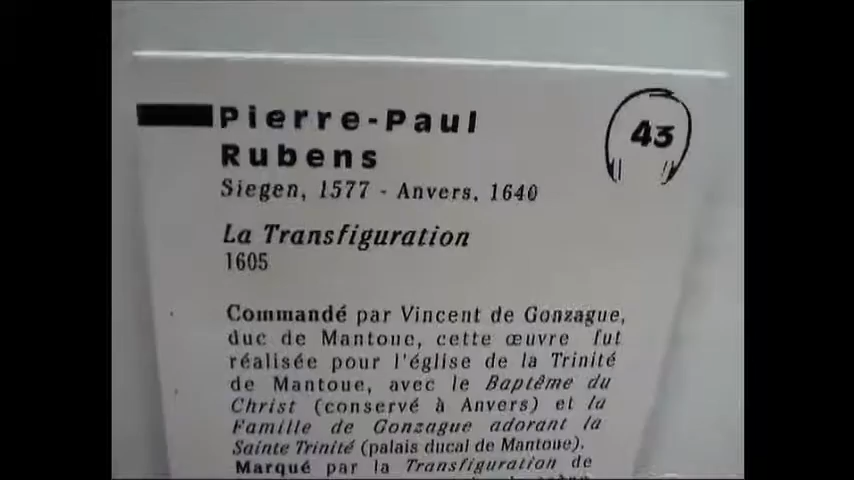 Pierre-Paul
Rubens
43
Siegen, 1577 - Anvers, 1640
La Transfiguration
1605
Commandé par Vincent de Gonzague,
duc de Mantoue, cette œuvre fut
réalisée pour l'église de la Trinité
de Mantoue, avec le Baptême du
Christ (conservé à Anvers) et la
Famille de Gonzague adorant la
Sainte Trinité (palais ducal de Mantoue).
Marqué par la Transfiguration de